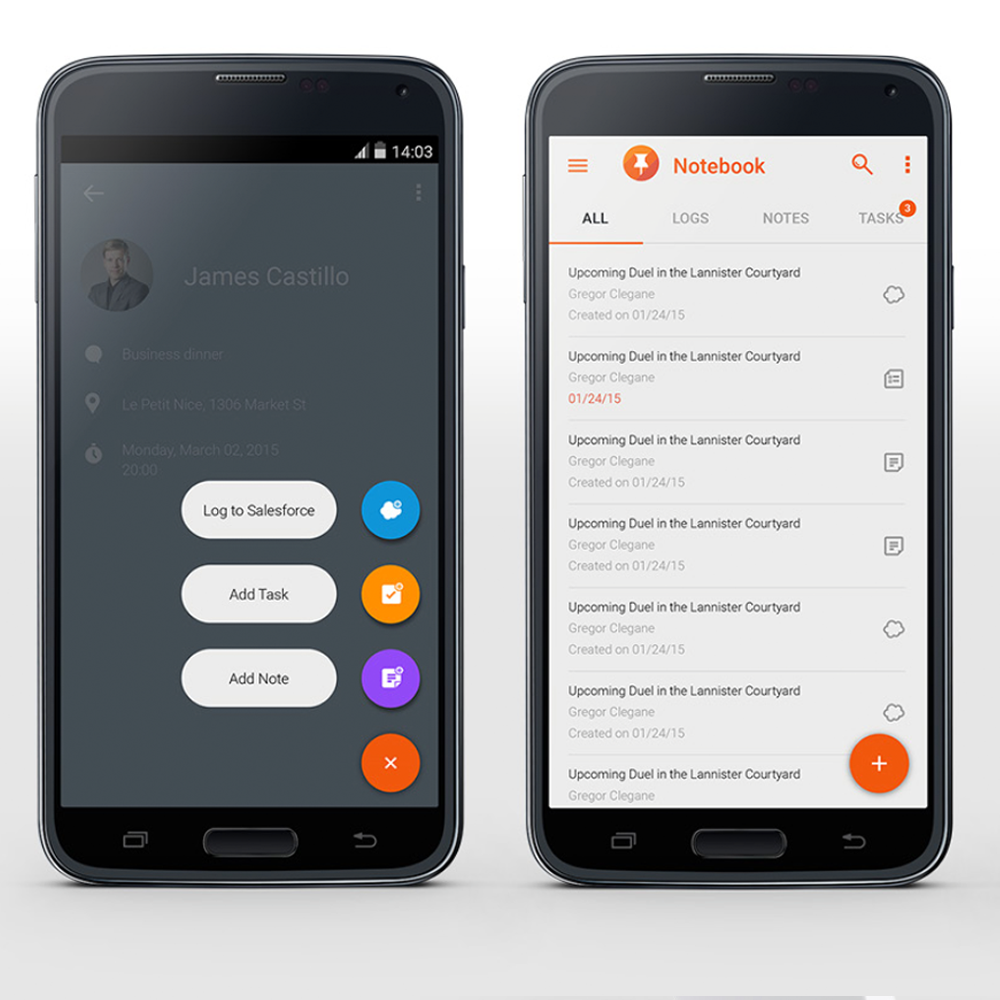 14:03
James Castillo
Business dinner
Le Petit Nice, 1306 Market St
Monday, March 02, 2015
20:00
Log to Salesforce
Add Task
Add Note
Notebook
ALL LOGS NOTES TASKS 3
Upcoming Duel in the Lannister Courtyard
Gregor Clegane
Created on 01/24/15
Upcoming Duel in the Lannister Courtyard
Gregor Clegane
01/24/15
Upcoming Duel in the Lannister Courtyard
Gregor Clegane
Created on 01/24/15
Upcoming Duel in the Lannister Courtyard
Gregor Clegane
Created on 01/24/15
Upcoming Duel in the Lannister Courtyard
Gregor Clegane
Created on 01/24/15
Upcoming Duel in the Lannister Courtyard
Gregor Clegane
Created on 01/24/15
Upcoming Duel in the Lannister Courtyard
Gregor Clegane